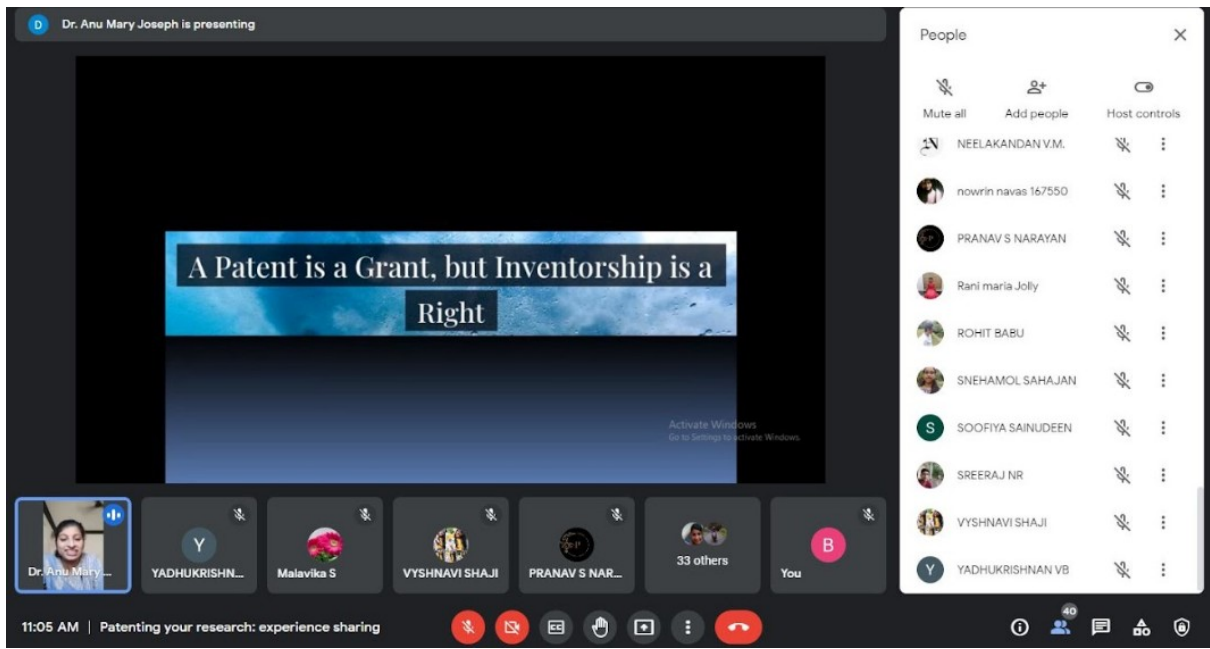 D Dr. Anu Mary Joseph is presenting
A Patent is a Grant, but Inventorship is a
Right
Activate Windows
Go to Settings to activate Windows.
Dr. Anu Mary ...
Y
YADHUKRISHN...
Malavika S
VYSHNAVI SHAJI
PRANAV S NAR...
33 others
B
You
11:05 AM | Patenting your research: experience sharing
People
Mute all Add people Host controls
NEELAKANDAN V.M.
nowrin navas 167550
PRANAV S NARAYAN
Rani maria Jolly
ROHIT BABU
SNEHAMOL SAHAJAN
S SOOFIYA SAINUDEEN
SREERAJ NR
VYSHNAVI SHAJI
Y YADHUKRISHNAN VB
40